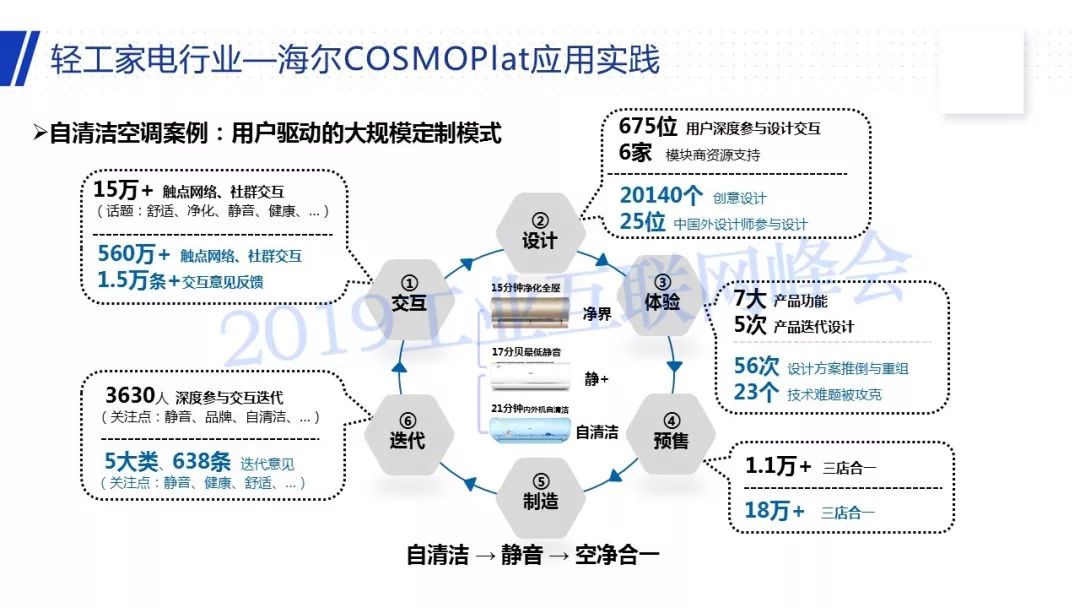 轻工家电行业—海尔COSMOPlat应用实践
➢自清洁空调案例：用户驱动的大规模定制模式
15万+ 触点网络、社群交互
（话题：舒适、净化、静音、健康、…）
560万+ 触点网络、社群交互
1.5万条+交互意见反馈
①
交互
675位 用户深度参与设计交互
6家 模块商资源支持
20140个 创意设计
25位 中国外设计师参与设计
②
设计
③
体验
7大 产品功能
5次 产品迭代设计
56次 设计方案推倒与重组
23个 技术难题被攻克
15分钟净化全屋
净界
17分贝最低静音
静+
21分钟内外机自清洁
自清洁
④
预售
1.1万+ 三店合一
18万+ 三店合一
⑤
制造
⑥
迭代
3630人 深度参与交互迭代
（关注点：静音、品牌、自清洁、…）
5大类、638条 迭代意见
（关注点：静音、健康、舒适、…）
自清洁 → 静音 → 空净合一
2019工业互联网峰会